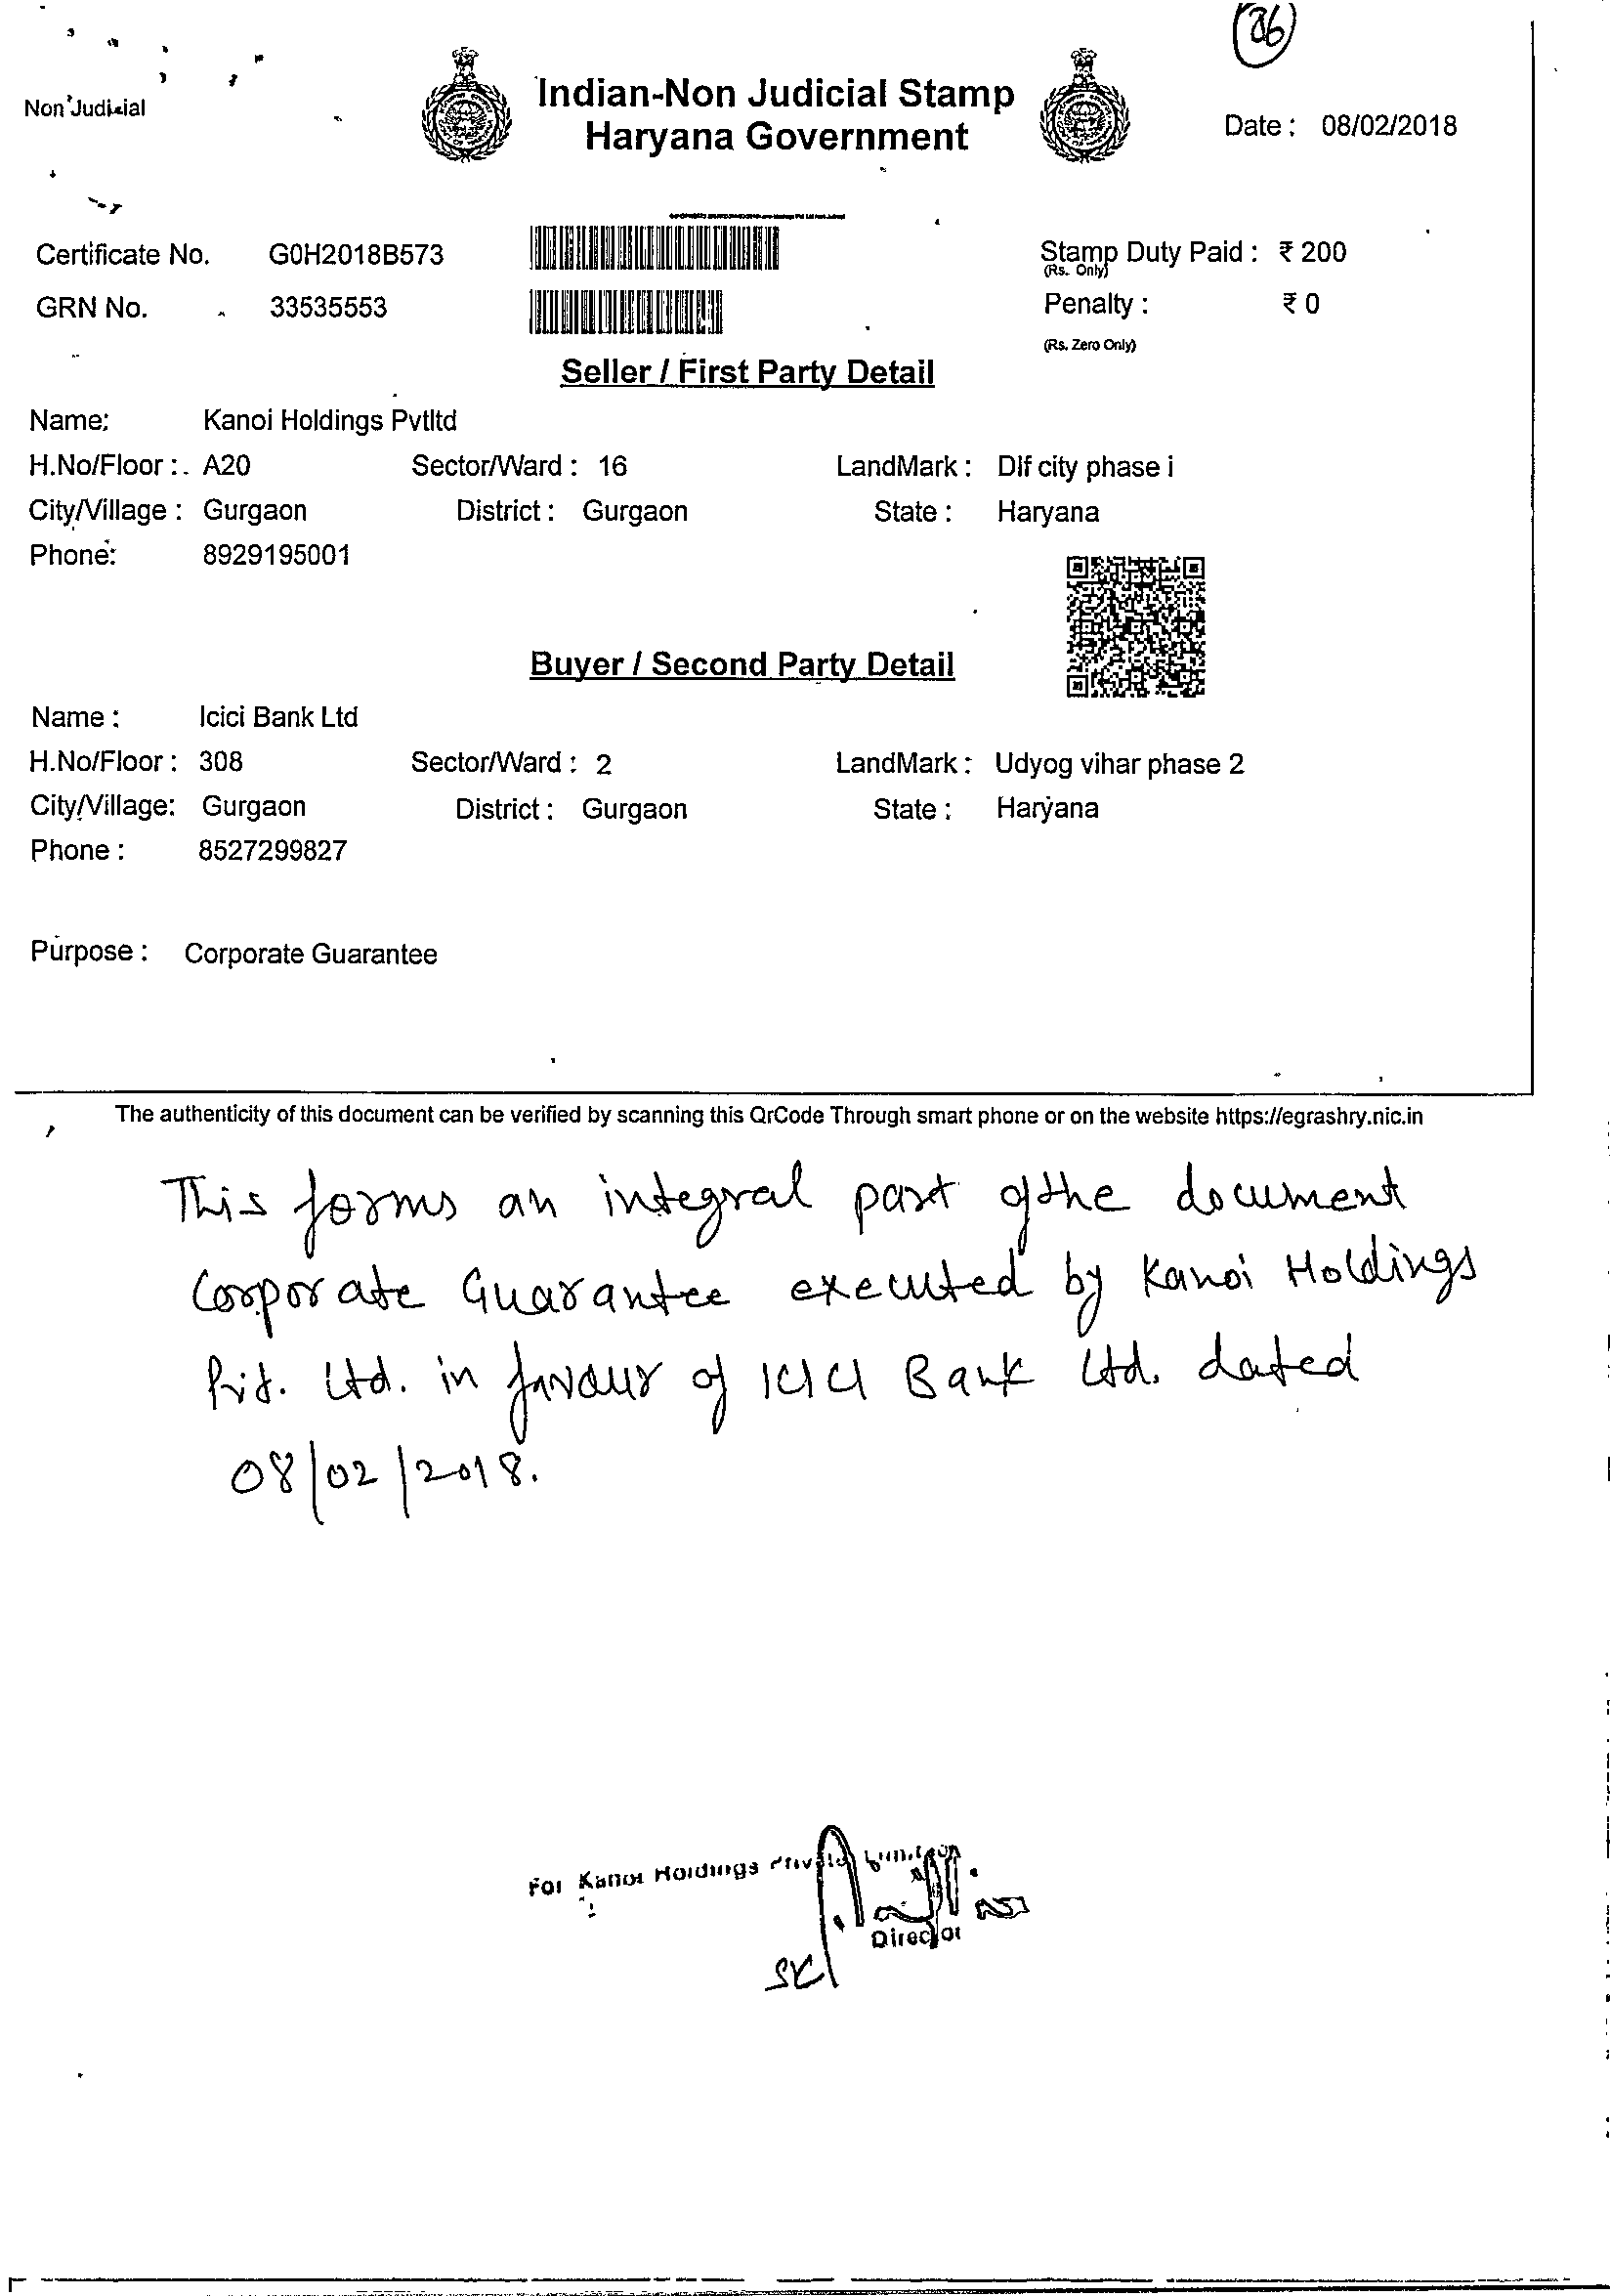 36
Non Judicial
Indian-Non Judicial Stamp
Haryana Government
Date : 08/02/2018
Certificate No. G0H2018B573
Stamp Duty Paid : ₹ 200
(Rs. Only)
GRN No. 33535553
Penalty : ₹ 0
(Rs. Zero Only)
Seller / First Party Detail
Name: Kanoi Holdings Pvtltd
H.No/Floor : A20 Sector/Ward : 16 LandMark : Dlf city phase i
City/Village : Gurgaon District : Gurgaon State : Haryana
Phone: 8929195001
Buyer / Second Party Detail
Name : Icici Bank Ltd
H.No/Floor : 308 Sector/Ward : 2 LandMark : Udyog vihar phase 2
City/Village: Gurgaon District : Gurgaon State : Haryana
Phone : 8527299827
Purpose : Corporate Guarantee
The authenticity of this document can be verified by scanning this QrCode Through smart phone or on the website https://egrashry.nic.in
This forms an integral part of the document
Corporate Guarantee executed by Kanoi Holdings
Pvt. Ltd. in favour of ICICI Bank Ltd. dated
08/02/2018.
For Kanoi Holdings Private Limited
Director